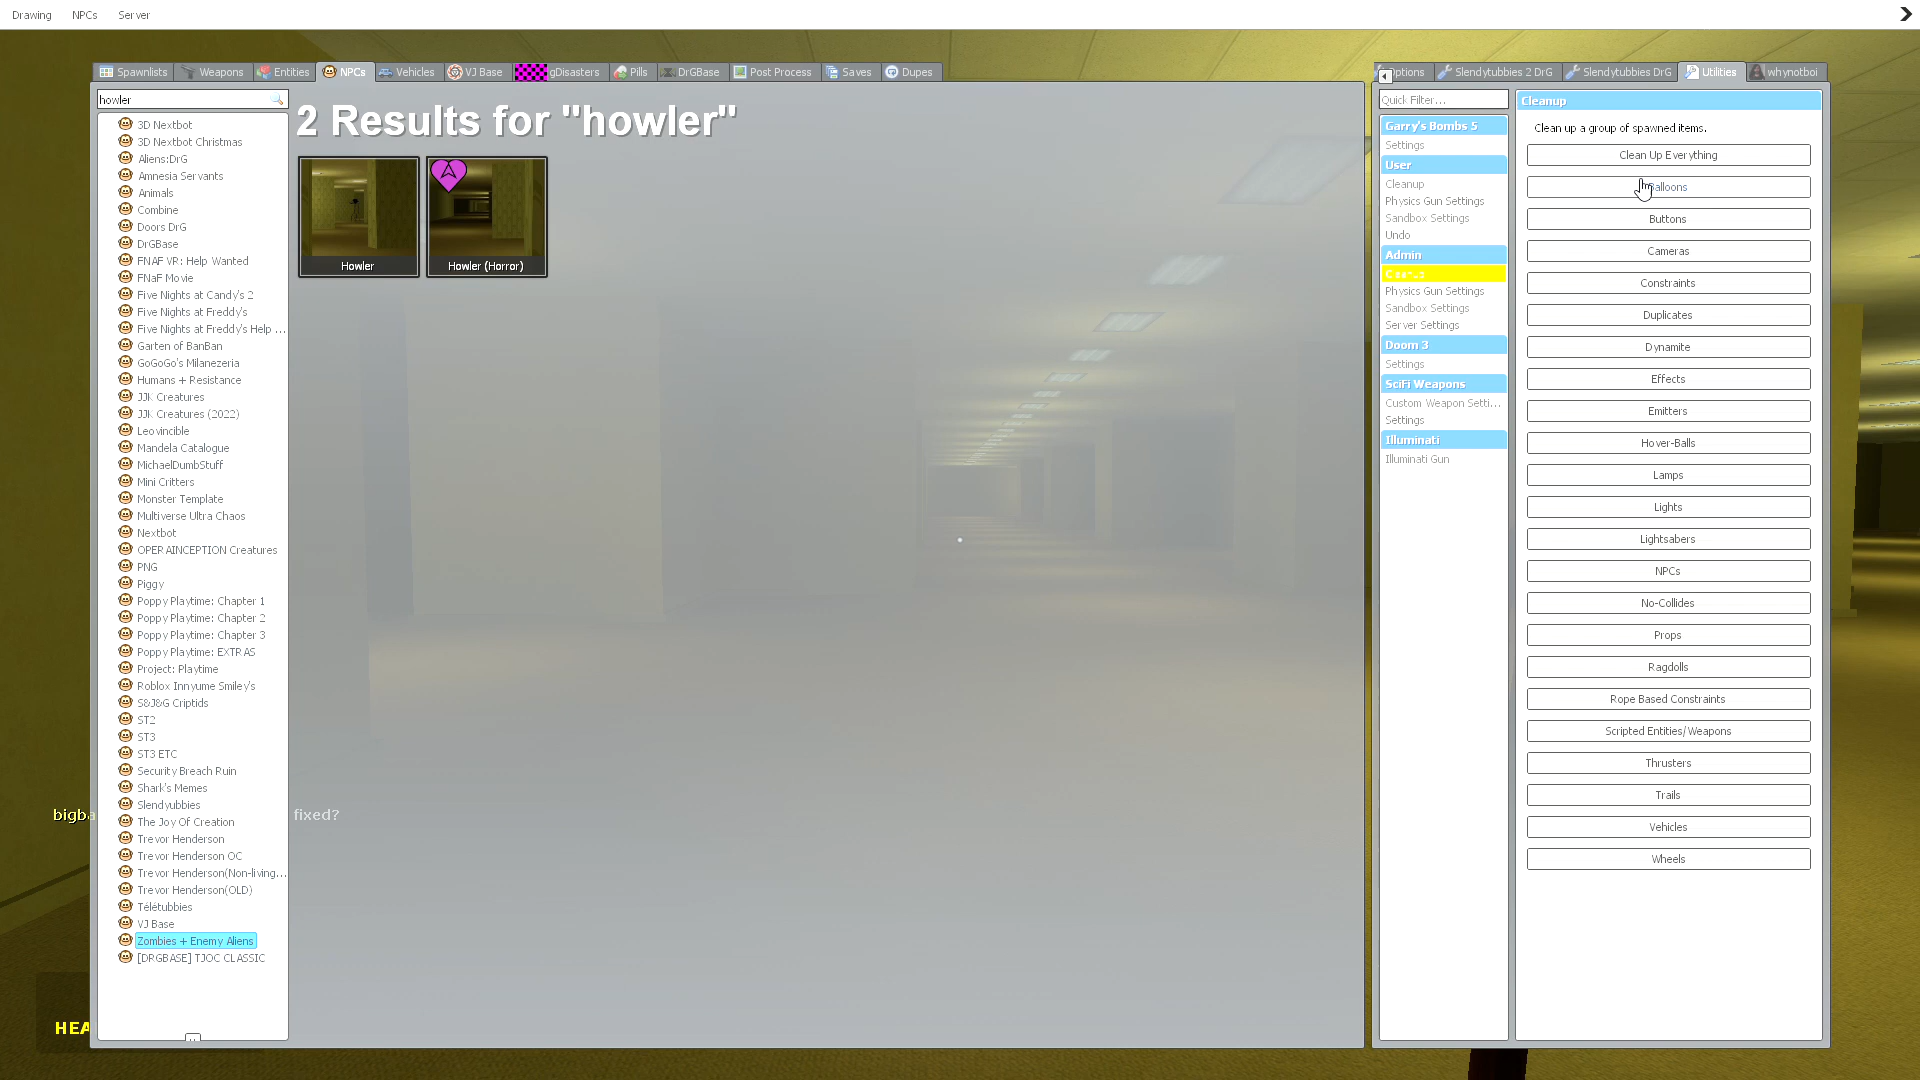 Drawing NPCs Server
Spawnlists Weapons Entities NPCs Vehicles VJ Base gDisasters Pills DrGBase Post Process Saves Dupes
howler
3D Nextbot
3D Nextbot Christmas
Aliens:DrG
Amnesia Servants
Animals
Combine
Doors DrG
DrGBase
FNAF VR: Help Wanted
FNaF Movie
Five Nights at Candy's 2
Five Nights at Freddy's
Five Nights at Freddy's Help ...
Garten of BanBan
GoGoGo's Milanezeria
Humans + Resistance
JJK Creatures
JJK Creatures (2022)
Leovincible
Mandela Catalogue
MichaelDumbStuff
Mini Critters
Monster Template
Multiverse Ultra Chaos
Nextbot
OPERAINCEPTION Creatures
PNG
Piggy
Poppy Playtime: Chapter 1
Poppy Playtime: Chapter 2
Poppy Playtime: Chapter 3
Poppy Playtime: EXTRAS
Project: Playtime
Roblox Innyume Smiley's
S&J&G Criptids
ST2
ST3
ST3 ETC
Security Breach Ruin
Shark's Memes
Slendyubbies
The Joy Of Creation
Trevor Henderson
Trevor Henderson OC
Trevor Henderson(Non-living...
Trevor Henderson(OLD)
Télétubbies
VJ Base
Zombies + Enemy Aliens
[DRGBASE] TJOC CLASSIC
2 Results for "howler"
Howler
Howler (Horror)
bigba fixed?
HEA
Options Slendytubbies 2 DrG Slendytubbies DrG Utilities whynotboi
Quick Filter...
Garry's Bombs 5
Settings
User
Cleanup
Physics Gun Settings
Sandbox Settings
Undo
Admin
Physics Gun Settings
Sandbox Settings
Server Settings
Doom 3
Settings
SciFi Weapons
Custom Weapon Setti...
Settings
Illuminati
Illuminati Gun
Cleanup
Clean up a group of spawned items.
Clean Up Everything
Balloons
Buttons
Cameras
Constraints
Duplicates
Dynamite
Effects
Emitters
Hover-Balls
Lamps
Lights
Lightsabers
NPCs
No-Collides
Props
Ragdolls
Rope Based Constraints
Scripted Entities/Weapons
Thrusters
Trails
Vehicles
Wheels